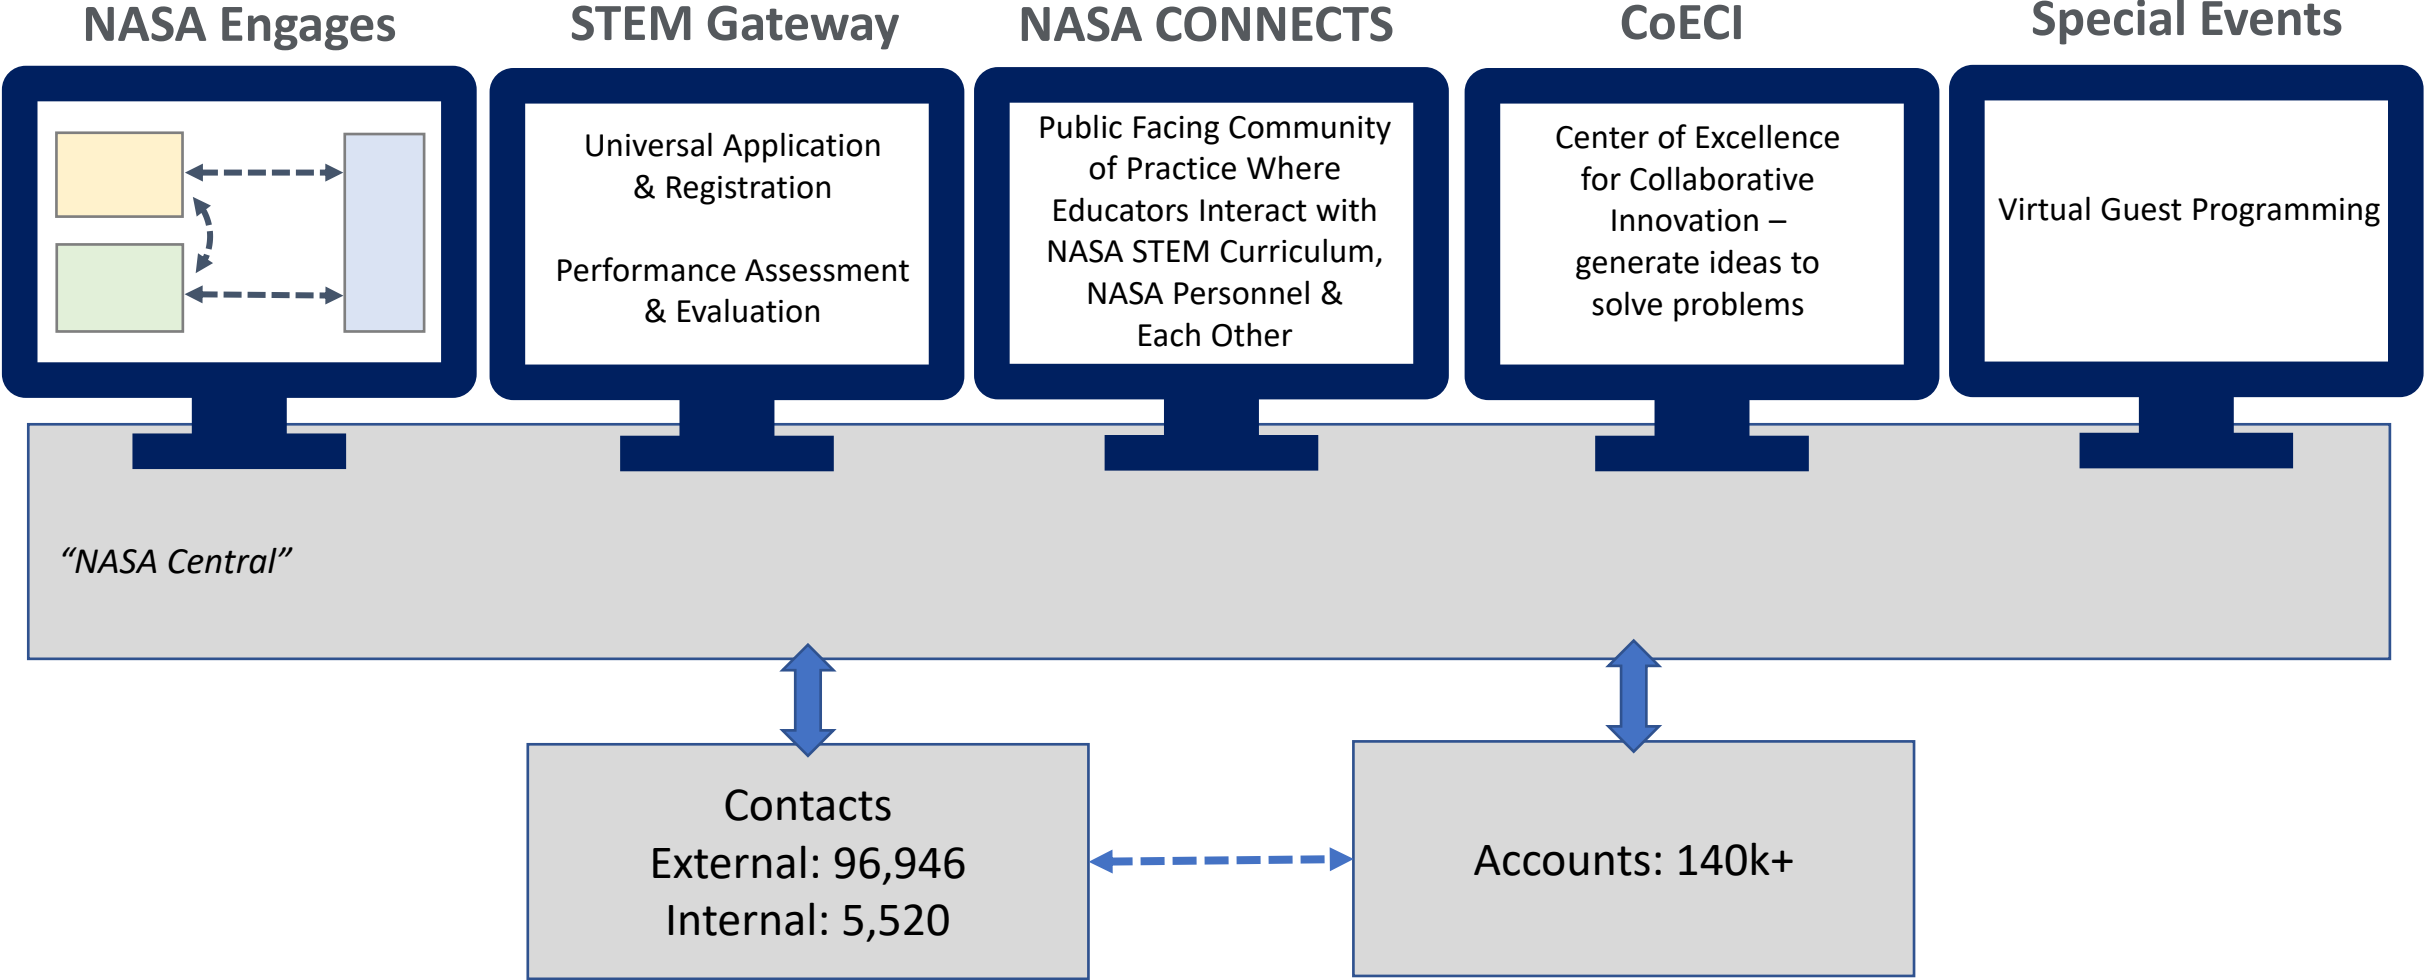 NASA Engages
STEM Gateway
NASA CONNECTS
CoECI
Special Events
Universal Application
& Registration
Performance Assessment
& Evaluation
Public Facing Community
of Practice Where
Educators Interact with
NASA STEM Curriculum,
NASA Personnel &
Each Other
Center of Excellence
for Collaborative
Innovation –
generate ideas to
solve problems
Virtual Guest Programming
“NASA Central”
Contacts
External: 96,946
Internal: 5,520
Accounts: 140k+